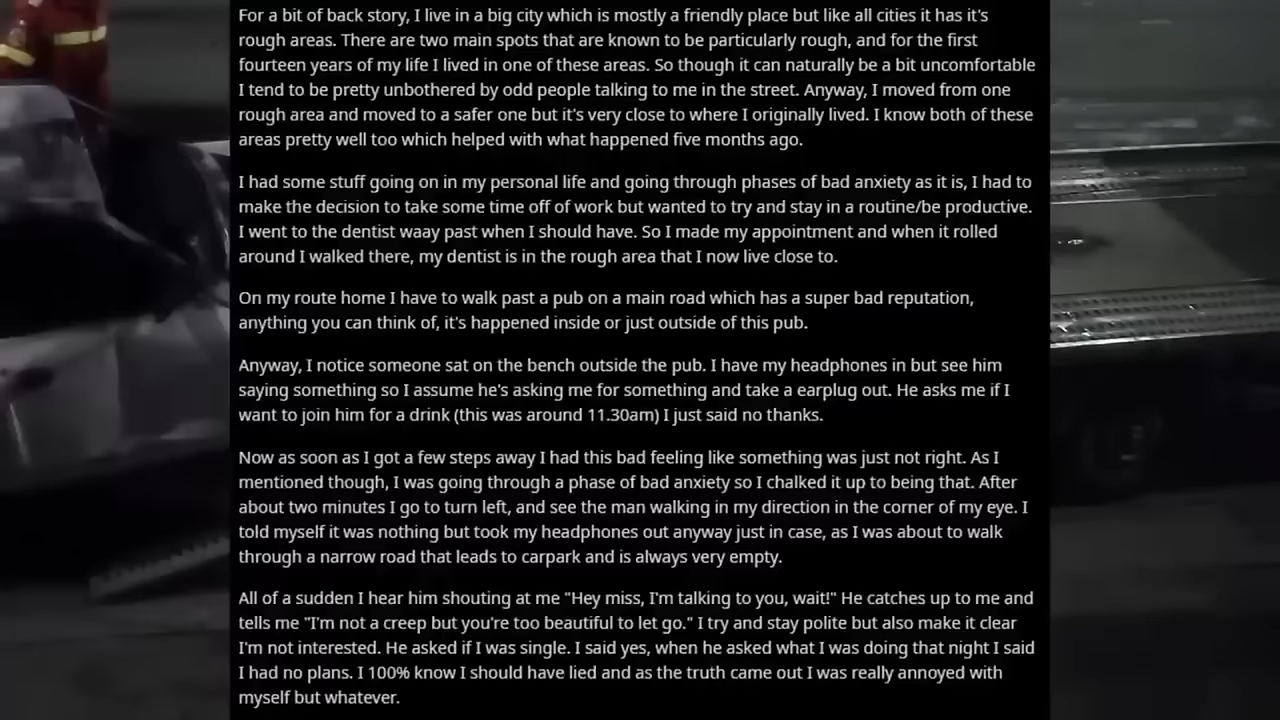 For a bit of back story, I live in a big city which is mostly a friendly place but like all cities it has it's
rough areas. There are two main spots that are known to be particularly rough, and for the first
fourteen years of my life I lived in one of these areas. So though it can naturally be a bit uncomfortable
I tend to be pretty unbothered by odd people talking to me in the street. Anyway, I moved from one
rough area and moved to a safer one but it's very close to where I originally lived. I know both of these
areas pretty well too which helped with what happened five months ago.
I had some stuff going on in my personal life and going through phases of bad anxiety as it is, I had to
make the decision to take some time off of work but wanted to try and stay in a routine/be productive.
I went to the dentist waay past when I should have. So I made my appointment and when it rolled
around I walked there, my dentist is in the rough area that I now live close to.
On my route home I have to walk past a pub on a main road which has a super bad reputation,
anything you can think of, it's happened inside or just outside of this pub.
Anyway, I notice someone sat on the bench outside the pub. I have my headphones in but see him
saying something so I assume he's asking me for something and take a earplug out. He asks me if I
want to join him for a drink (this was around 11.30am) I just said no thanks.
Now as soon as I got a few steps away I had this bad feeling like something was just not right. As I
mentioned though, I was going through a phase of bad anxiety so I chalked it up to being that. After
about two minutes I go to turn left, and see the man walking in my direction in the corner of my eye. I
told myself it was nothing but took my headphones out anyway just in case, as I was about to walk
through a narrow road that leads to carpark and is always very empty.
All of a sudden I hear him shouting at me "Hey miss, I'm talking to you, wait!" He catches up to me and
tells me "I'm not a creep but you're too beautiful to let go." I try and stay polite but also make it clear
I'm not interested. He asked if I was single. I said yes, when he asked what I was doing that night I said
I had no plans. I 100% know I should have lied and as the truth came out I was really annoyed with
myself but whatever.